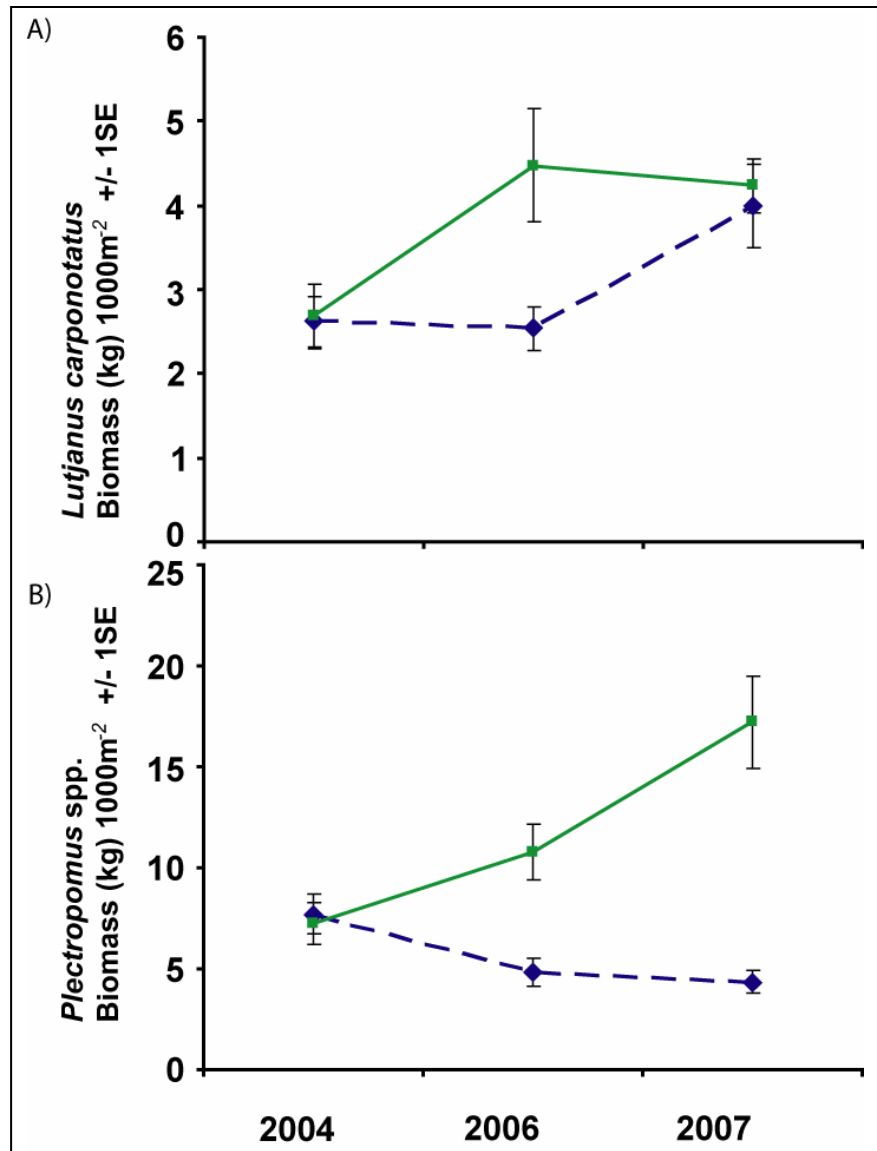 A)
Lutjanus carponotatus
Biomass (kg) 1000m⁻² +/- 1SE
6
5
4
3
2
1
0
B)
Plectropomus spp.
Biomass (kg) 1000m⁻² +/- 1SE
25
20
15
10
5
0
2004 2006 2007